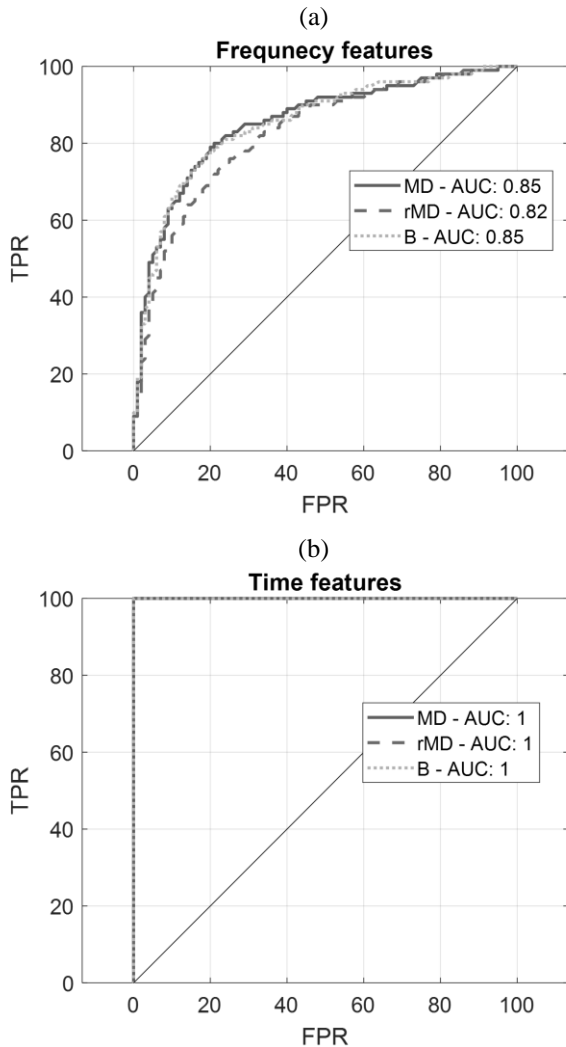 (a)
Frequnecy features
100
80
60
40
20
0
TPR
MD - AUC: 0.85
rMD - AUC: 0.82
B - AUC: 0.85
0 20 40 60 80 100
FPR
(b)
Time features
100
80
60
40
20
0
TPR
MD - AUC: 1
rMD - AUC: 1
B - AUC: 1
0 20 40 60 80 100
FPR